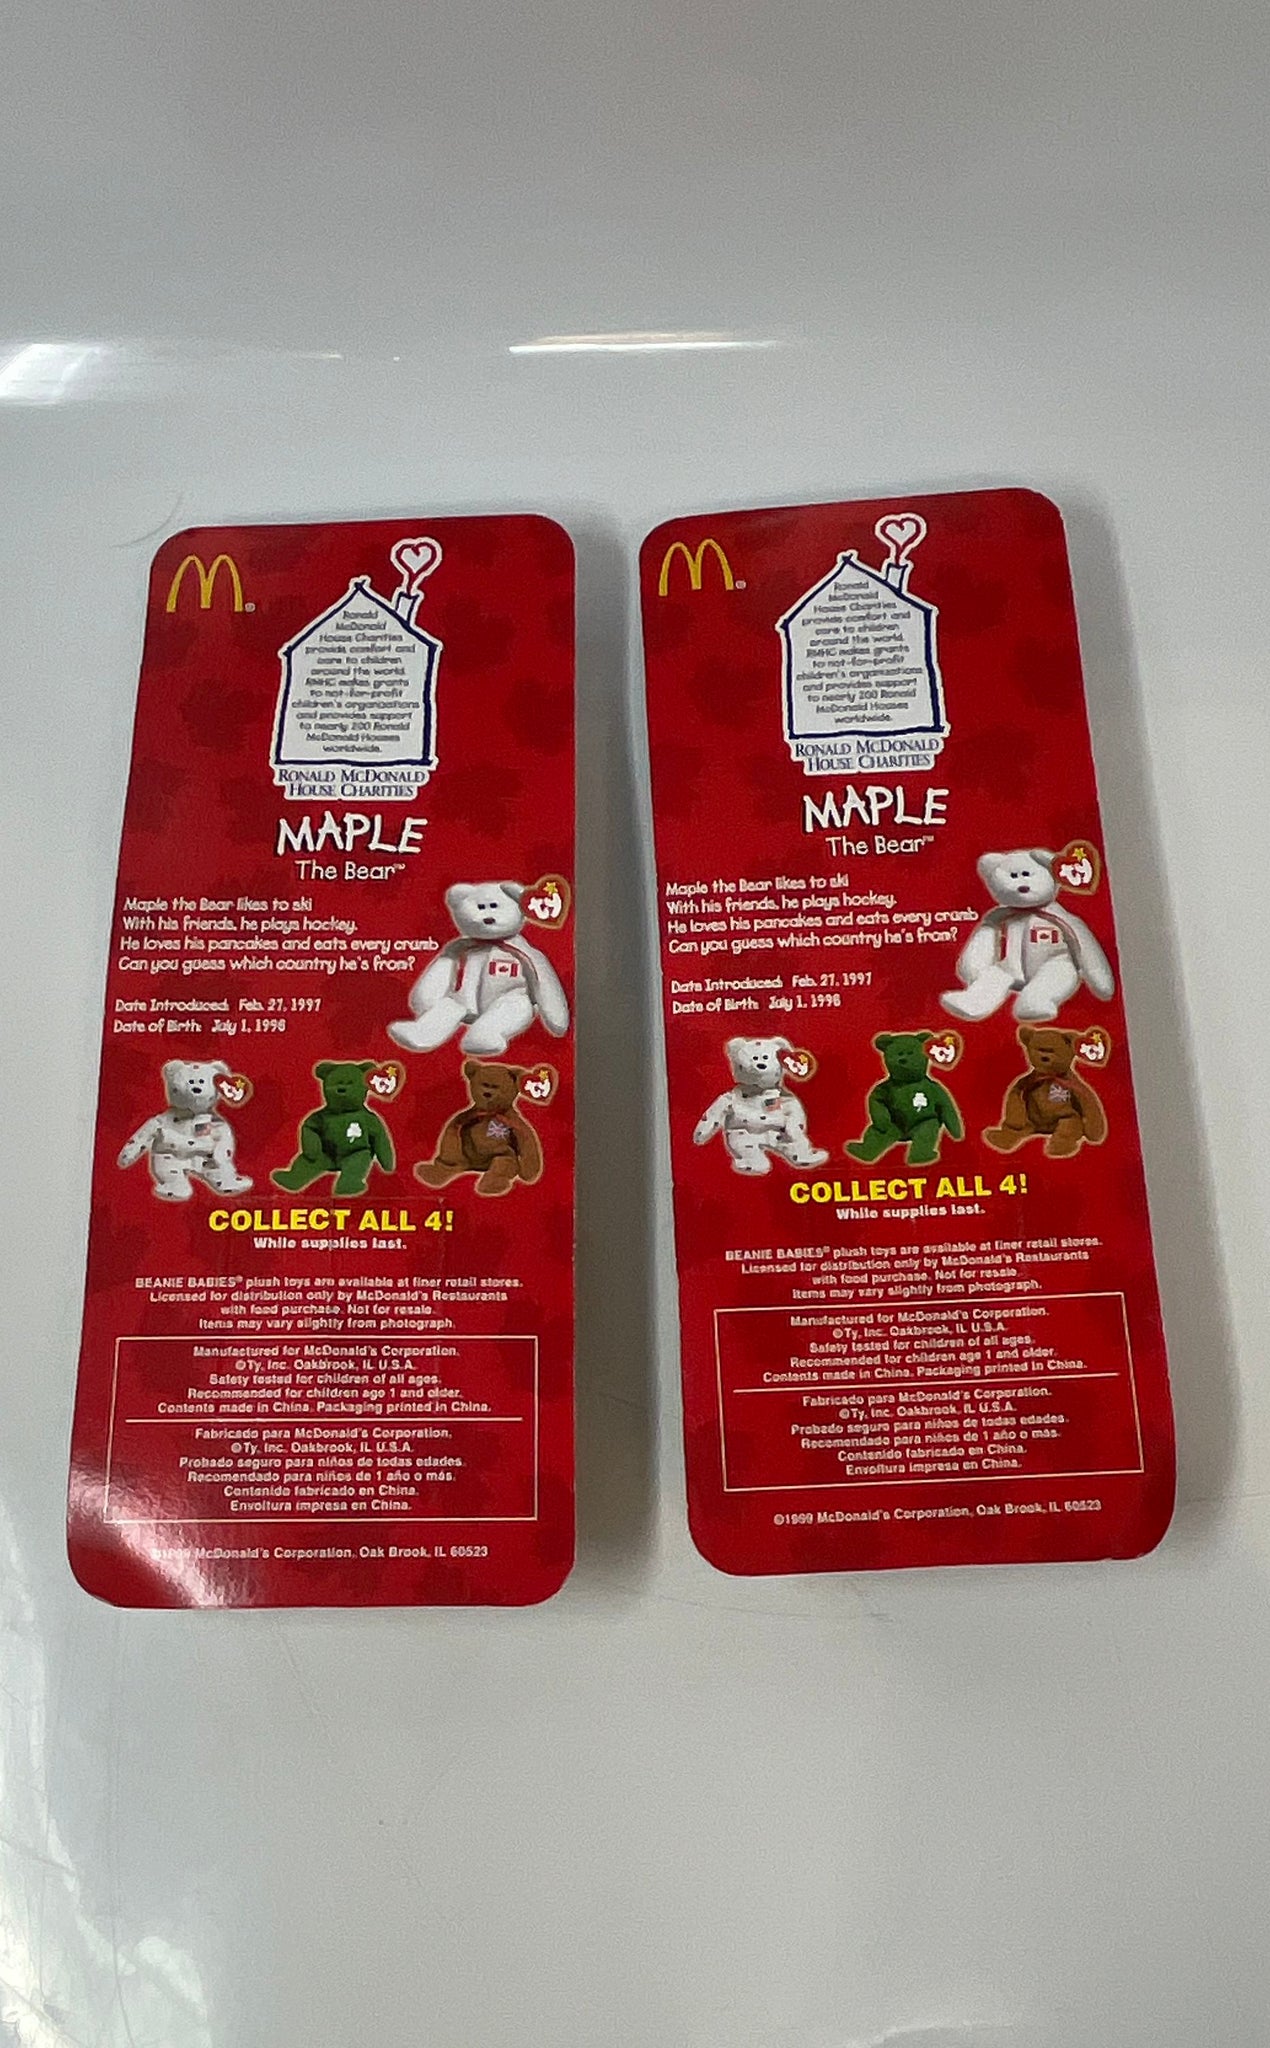 M®
Ronald
McDonald
House Charities
provide comfort and
care to children
around the world.
RMHC makes grants
to not-for-profit
children's organizations
and provides support
to nearly 200 Ronald
McDonald Houses
worldwide.
RONALD MCDONALD
HOUSE CHARITIES
MAPLE
The Bear™
Maple the Bear likes to ski
With his friends, he plays hockey.
He loves his pancakes and eats every crumb
Can you guess which country he's from?
Date Introduced: Feb. 27, 1997
Date of Birth: July 1, 1996
ty
ty
ty
ty
COLLECT ALL 4!
While supplies last.
BEANIE BABIES® plush toys are available at finer retail stores.
Licensed for distribution only by McDonald's Restaurants
with food purchase. Not for resale.
Items may vary slightly from photograph.
Manufactured for McDonald's Corporation.
©Ty, Inc. Oakbrook, IL U.S.A.
Safety tested for children of all ages.
Recommended for children age 1 and older.
Contents made in China. Packaging printed in China.
Fabricado para McDonald's Corporation.
©Ty, Inc. Oakbrook, IL U.S.A.
Probado seguro para niños de todas edades.
Recomendado para niños de 1 año o más.
Contenido fabricado en China.
Envoltura impresa en China.
©1999 McDonald's Corporation, Oak Brook, IL 60523
M®
Ronald
McDonald
House Charities
provide comfort and
care to children
around the world.
RMHC makes grants
to not-for-profit
children's organizations
and provides support
to nearly 200 Ronald
McDonald Houses
worldwide.
RONALD MCDONALD
HOUSE CHARITIES
MAPLE
The Bear™
Maple the Bear likes to ski
With his friends, he plays hockey.
He loves his pancakes and eats every crumb
Can you guess which country he's from?
Date Introduced: Feb. 27, 1997
Date of Birth: July 1, 1996
ty
ty
ty
ty
COLLECT ALL 4!
While supplies last.
BEANIE BABIES® plush toys are available at finer retail stores.
Licensed for distribution only by McDonald's Restaurants
with food purchase. Not for resale.
Items may vary slightly from photograph.
Manufactured for McDonald's Corporation.
©Ty, Inc. Oakbrook, IL U.S.A.
Safety tested for children of all ages.
Recommended for children age 1 and older.
Contents made in China. Packaging printed in China.
Fabricado para McDonald's Corporation.
©Ty, Inc. Oakbrook, IL U.S.A.
Probado seguro para niños de todas edades.
Recomendado para niños de 1 año o más.
Contenido fabricado en China.
Envoltura impresa en China.
©1999 McDonald's Corporation, Oak Brook, IL 60523